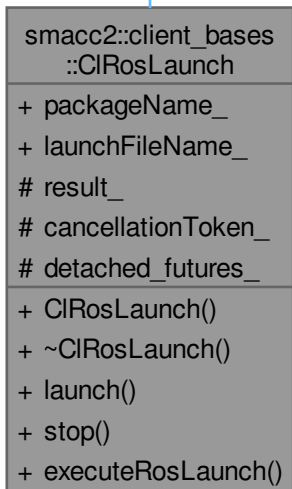 smacc2::client_bases
::ClRosLaunch
+ packageName_
+ launchFileName_
# result_
# cancellationToken_
# detached_futures_
+ ClRosLaunch()
+ ~ClRosLaunch()
+ launch()
+ stop()
+ executeRosLaunch()